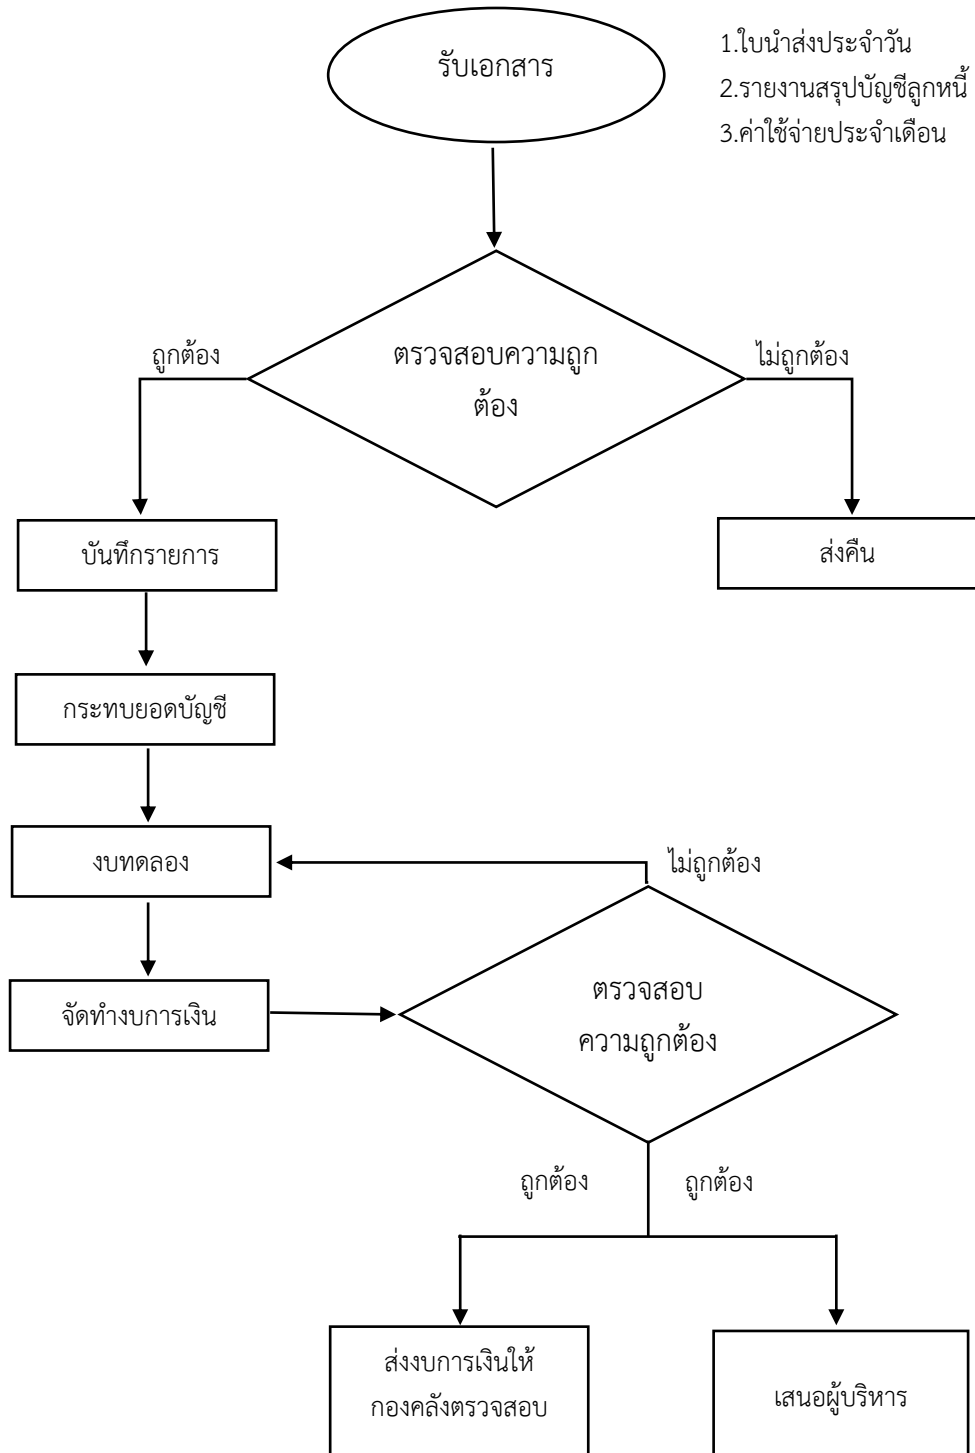 รับเอกสาร
1.ใบนำส่งประจำวัน
2.รายงานสรุปบัญชีลูกหนี้
3.ค่าใช้จ่ายประจำเดือน
ถูกต้อง
ตรวจสอบความถูก
ต้อง
ไม่ถูกต้อง
บันทึกรายการ
ส่งคืน
กระทบยอดบัญชี
งบทดลอง
ไม่ถูกต้อง
จัดทำงบการเงิน
ตรวจสอบ
ความถูกต้อง
ถูกต้อง
ถูกต้อง
ส่งงบการเงินให้
กองคลังตรวจสอบ
เสนอผู้บริหาร